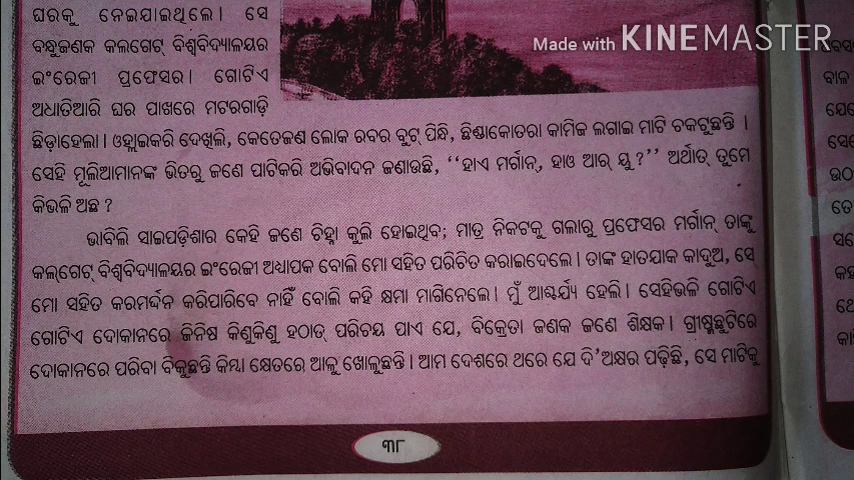 ଘରକୁ ନେଇଯାଇଥିଲେ। ସେ
ବନ୍ଧୁଜଣକ କଲଗେଟ୍ ବିଶ୍ୱବିଦ୍ୟାଳୟର
ଇଂରେଜୀ ପ୍ରଫେସର। ଗୋଟିଏ
ଅଧାତିଆରି ଘର ପାଖରେ ମଟରଗାଡ଼ି
Made with KINEMASTER
ଛିଡ଼ାହେଲା। ଓହ୍ଲାଇକରି ଦେଖିଲି, କେତେଜଣ ଲୋକ ରବର ବୁଟ୍ ପିନ୍ଧି, ଛିଣ୍ଡାକୋତରା କାମିଜ ଲଗାଇ ମାଟି ଚକଟୁଛନ୍ତି।
ସେହି ମୂଲିଆମାନଙ୍କ ଭିତରୁ ଜଣେ ପାଟିକରି ଅଭିବାଦନ ଜଣାଉଛି, ‘‘ହାଏ ମର୍ଗାନ୍, ହାଓ ଆର୍ ୟୁ?’’ ଅର୍ଥାତ୍ ତୁମେ
କିଭଳି ଅଛ?
ଭାବିଲି ସାଇପଡ଼ିଶାର କେହି ଜଣେ ଚିହ୍ନା କୁଲି ହୋଇଥିବ; ମାତ୍ର ନିକଟକୁ ଗଲାରୁ ପ୍ରଫେସର ମର୍ଗାନ୍ ତାଙ୍କୁ
କଲ୍‌ଗେଟ୍ ବିଶ୍ୱବିଦ୍ୟାଳୟର ଇଂରେଜୀ ଅଧ୍ୟାପକ ବୋଲି ମୋ ସହିତ ପରିଚିତ କରାଇଦେଲେ। ତାଙ୍କ ହାତଯାକ କାଦୁଅ, ସେ
ମୋ ସହିତ କରମର୍ଦ୍ଦନ କରିପାରିବେ ନାହିଁ ବୋଲି କହି କ୍ଷମା ମାଗିନେଲେ। ମୁଁ ଆଶ୍ଚର୍ଯ୍ୟ ହେଲି। ସେହିଭଳି ଗୋଟିଏ
ଗୋଟିଏ ଦୋକାନରେ ଜିନିଷ କିଣୁକିଣୁ ହଠାତ୍ ପରିଚୟ ପାଏ ଯେ, ବିକ୍ରେତା ଜଣକ ଜଣେ ଶିକ୍ଷକ। ଗ୍ରୀଷ୍ମଛୁଟିରେ
ଦୋକାନରେ ପରିବା ବିକୁଛନ୍ତି କିମ୍ବା କ୍ଷେତରେ ଆଳୁ ଖୋଳୁଛନ୍ତି। ଆମ ଦେଶରେ ଥରେ ଯେ ଦି’ଅକ୍ଷର ପଢ଼ିଛି, ସେ ମାଟିକୁ
୩୮